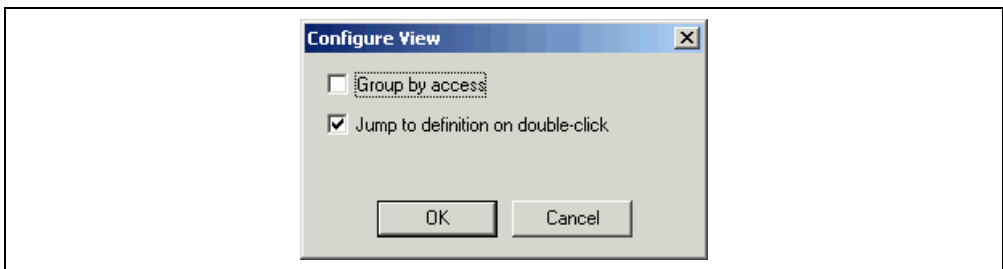 Configure View
Group by access
Jump to definition on double-click
OK Cancel